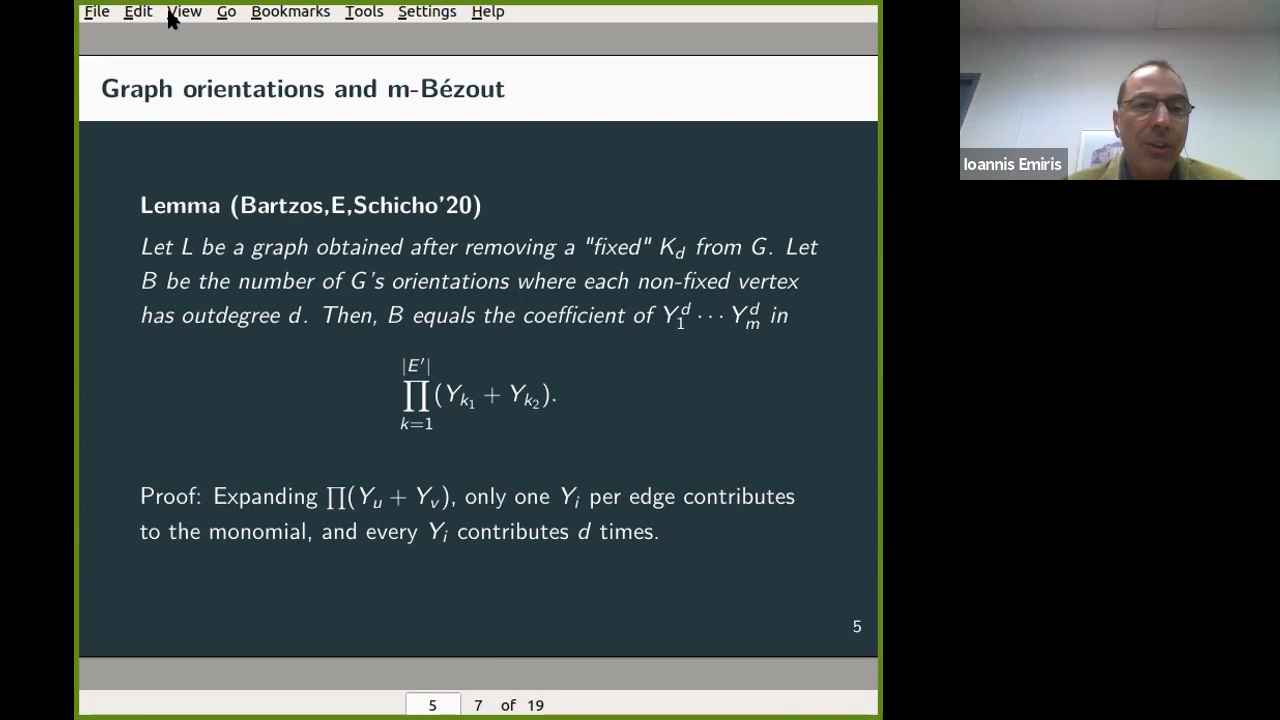 File Edit View Go Bookmarks Tools Settings Help
Graph orientations and m-Bézout
Ioannis Emiris
Lemma (Bartzos,E,Schicho'20)
Let L be a graph obtained after removing a "fixed" K_d from G. Let
B be the number of G's orientations where each non-fixed vertex
has outdegree d. Then, B equals the coefficient of Y_1^d ··· Y_m^d in
∏_{k=1}^{|E′|} (Y_{k_1} + Y_{k_2}).
Proof: Expanding ∏(Y_u + Y_v), only one Y_i per edge contributes
to the monomial, and every Y_i contributes d times.
5
5 7 of 19